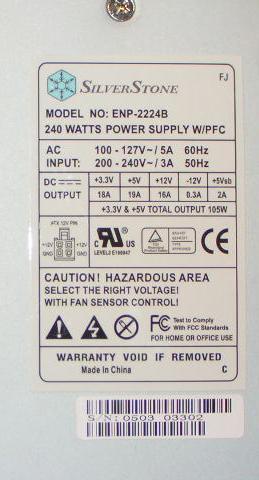 FJ
SILVERSTONE
MODEL NO: ENP-2224B
240 WATTS POWER SUPPLY W/PFC
AC 100 - 127V~/ 5A 60Hz
INPUT: 200 - 240V~/ 3A 50Hz
DC +3.3V +5V +12V -12V +5Vsb
OUTPUT 18A 19A 16A 0.3A 2A
+3.3V & +5V TOTAL OUTPUT 105W
ATX 12V PIN
+12V +12V
GND GND
C US
LEVEL3 E190947
CE
CAUTION! HAZARDOUS AREA
SELECT THE RIGHT VOLTAGE!
WITH FAN SENSOR CONTROL!
FC Test to Comply
With FCC Standards
FOR HOME OR OFFICE USE
WARRANTY VOID IF REMOVED
Made In China C
S/N:0503 03302